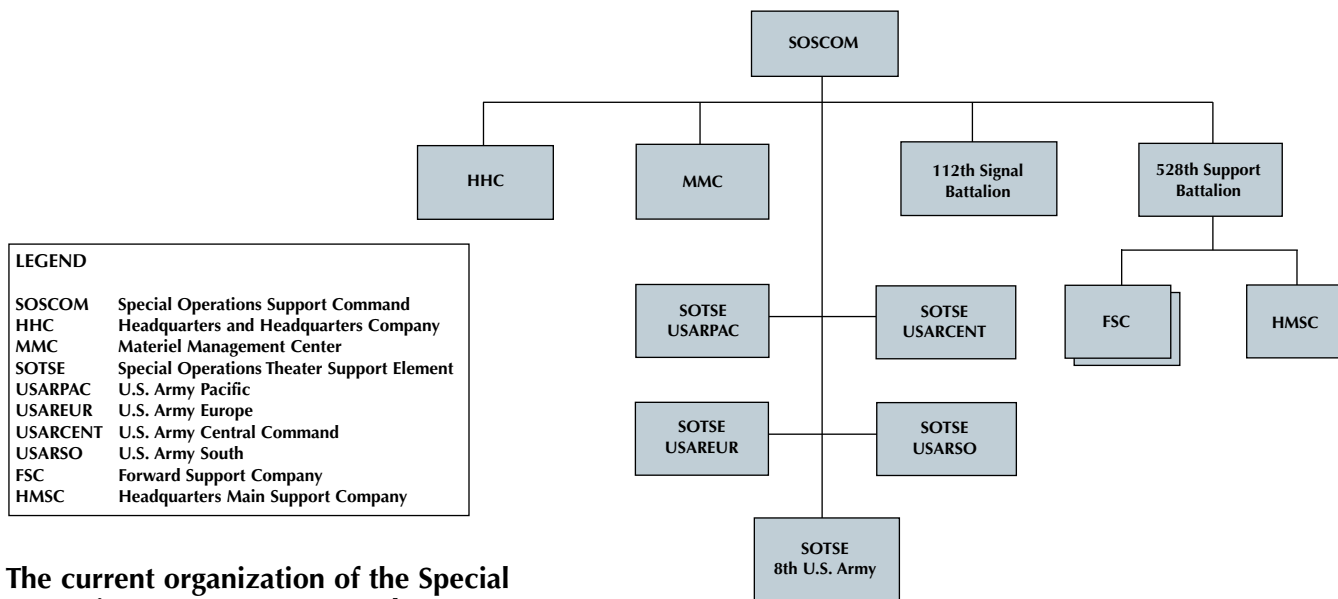 SOSCOM
HHC
MMC
112th Signal
Battalion
528th Support
Battalion
LEGEND
SOSCOM Special Operations Support Command
HHC Headquarters and Headquarters Company
MMC Materiel Management Center
SOTSE Special Operations Theater Support Element
USARPAC U.S. Army Pacific
USAREUR U.S. Army Europe
USARCENT U.S. Army Central Command
USARSO U.S. Army South
FSC Forward Support Company
HMSC Headquarters Main Support Company
SOTSE
USARPAC
SOTSE
USARCENT
FSC
HMSC
SOTSE
USAREUR
SOTSE
USARSO
SOTSE
8th U.S. Army
The current organization of the Special